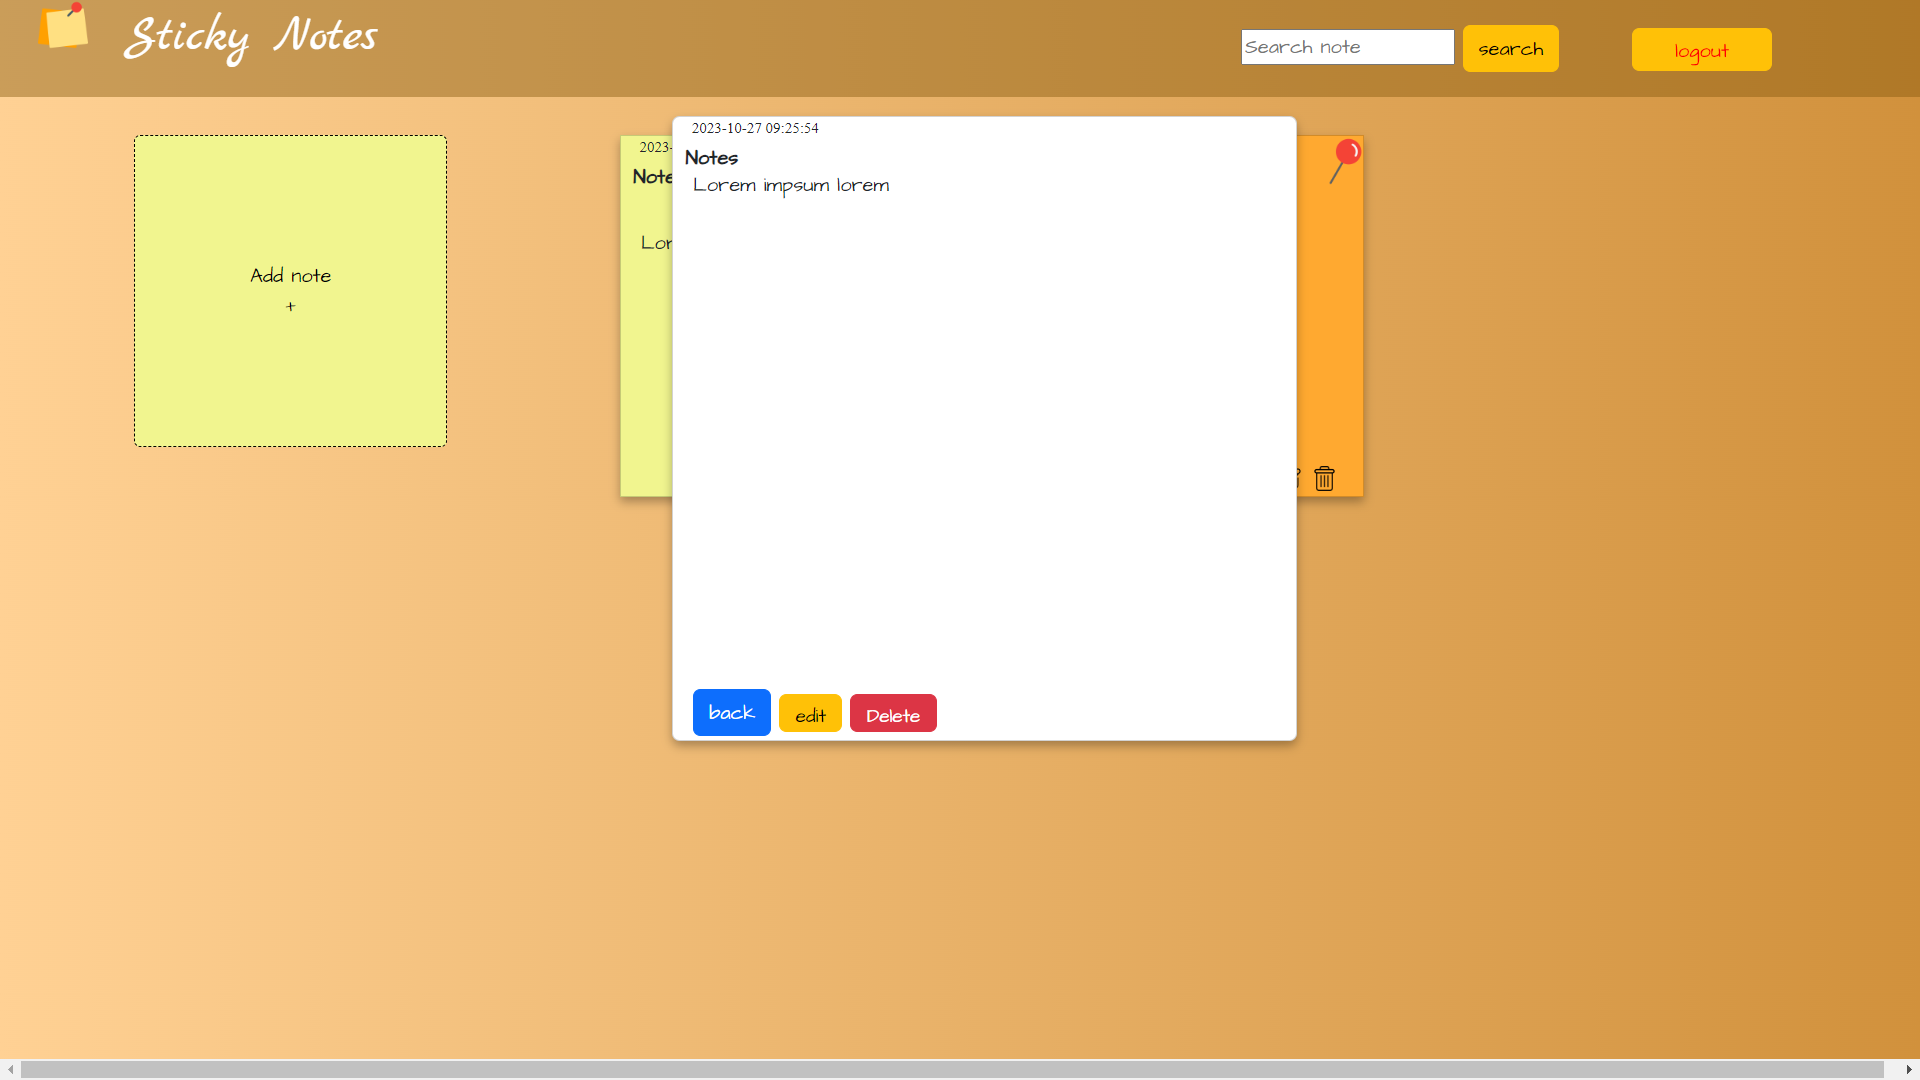 Sticky Notes
Search note
search
logout
Add note
+
2023-
Note
Lor
2023-10-27 09:25:54
Notes
Lorem impsum lorem
back
edit
Delete